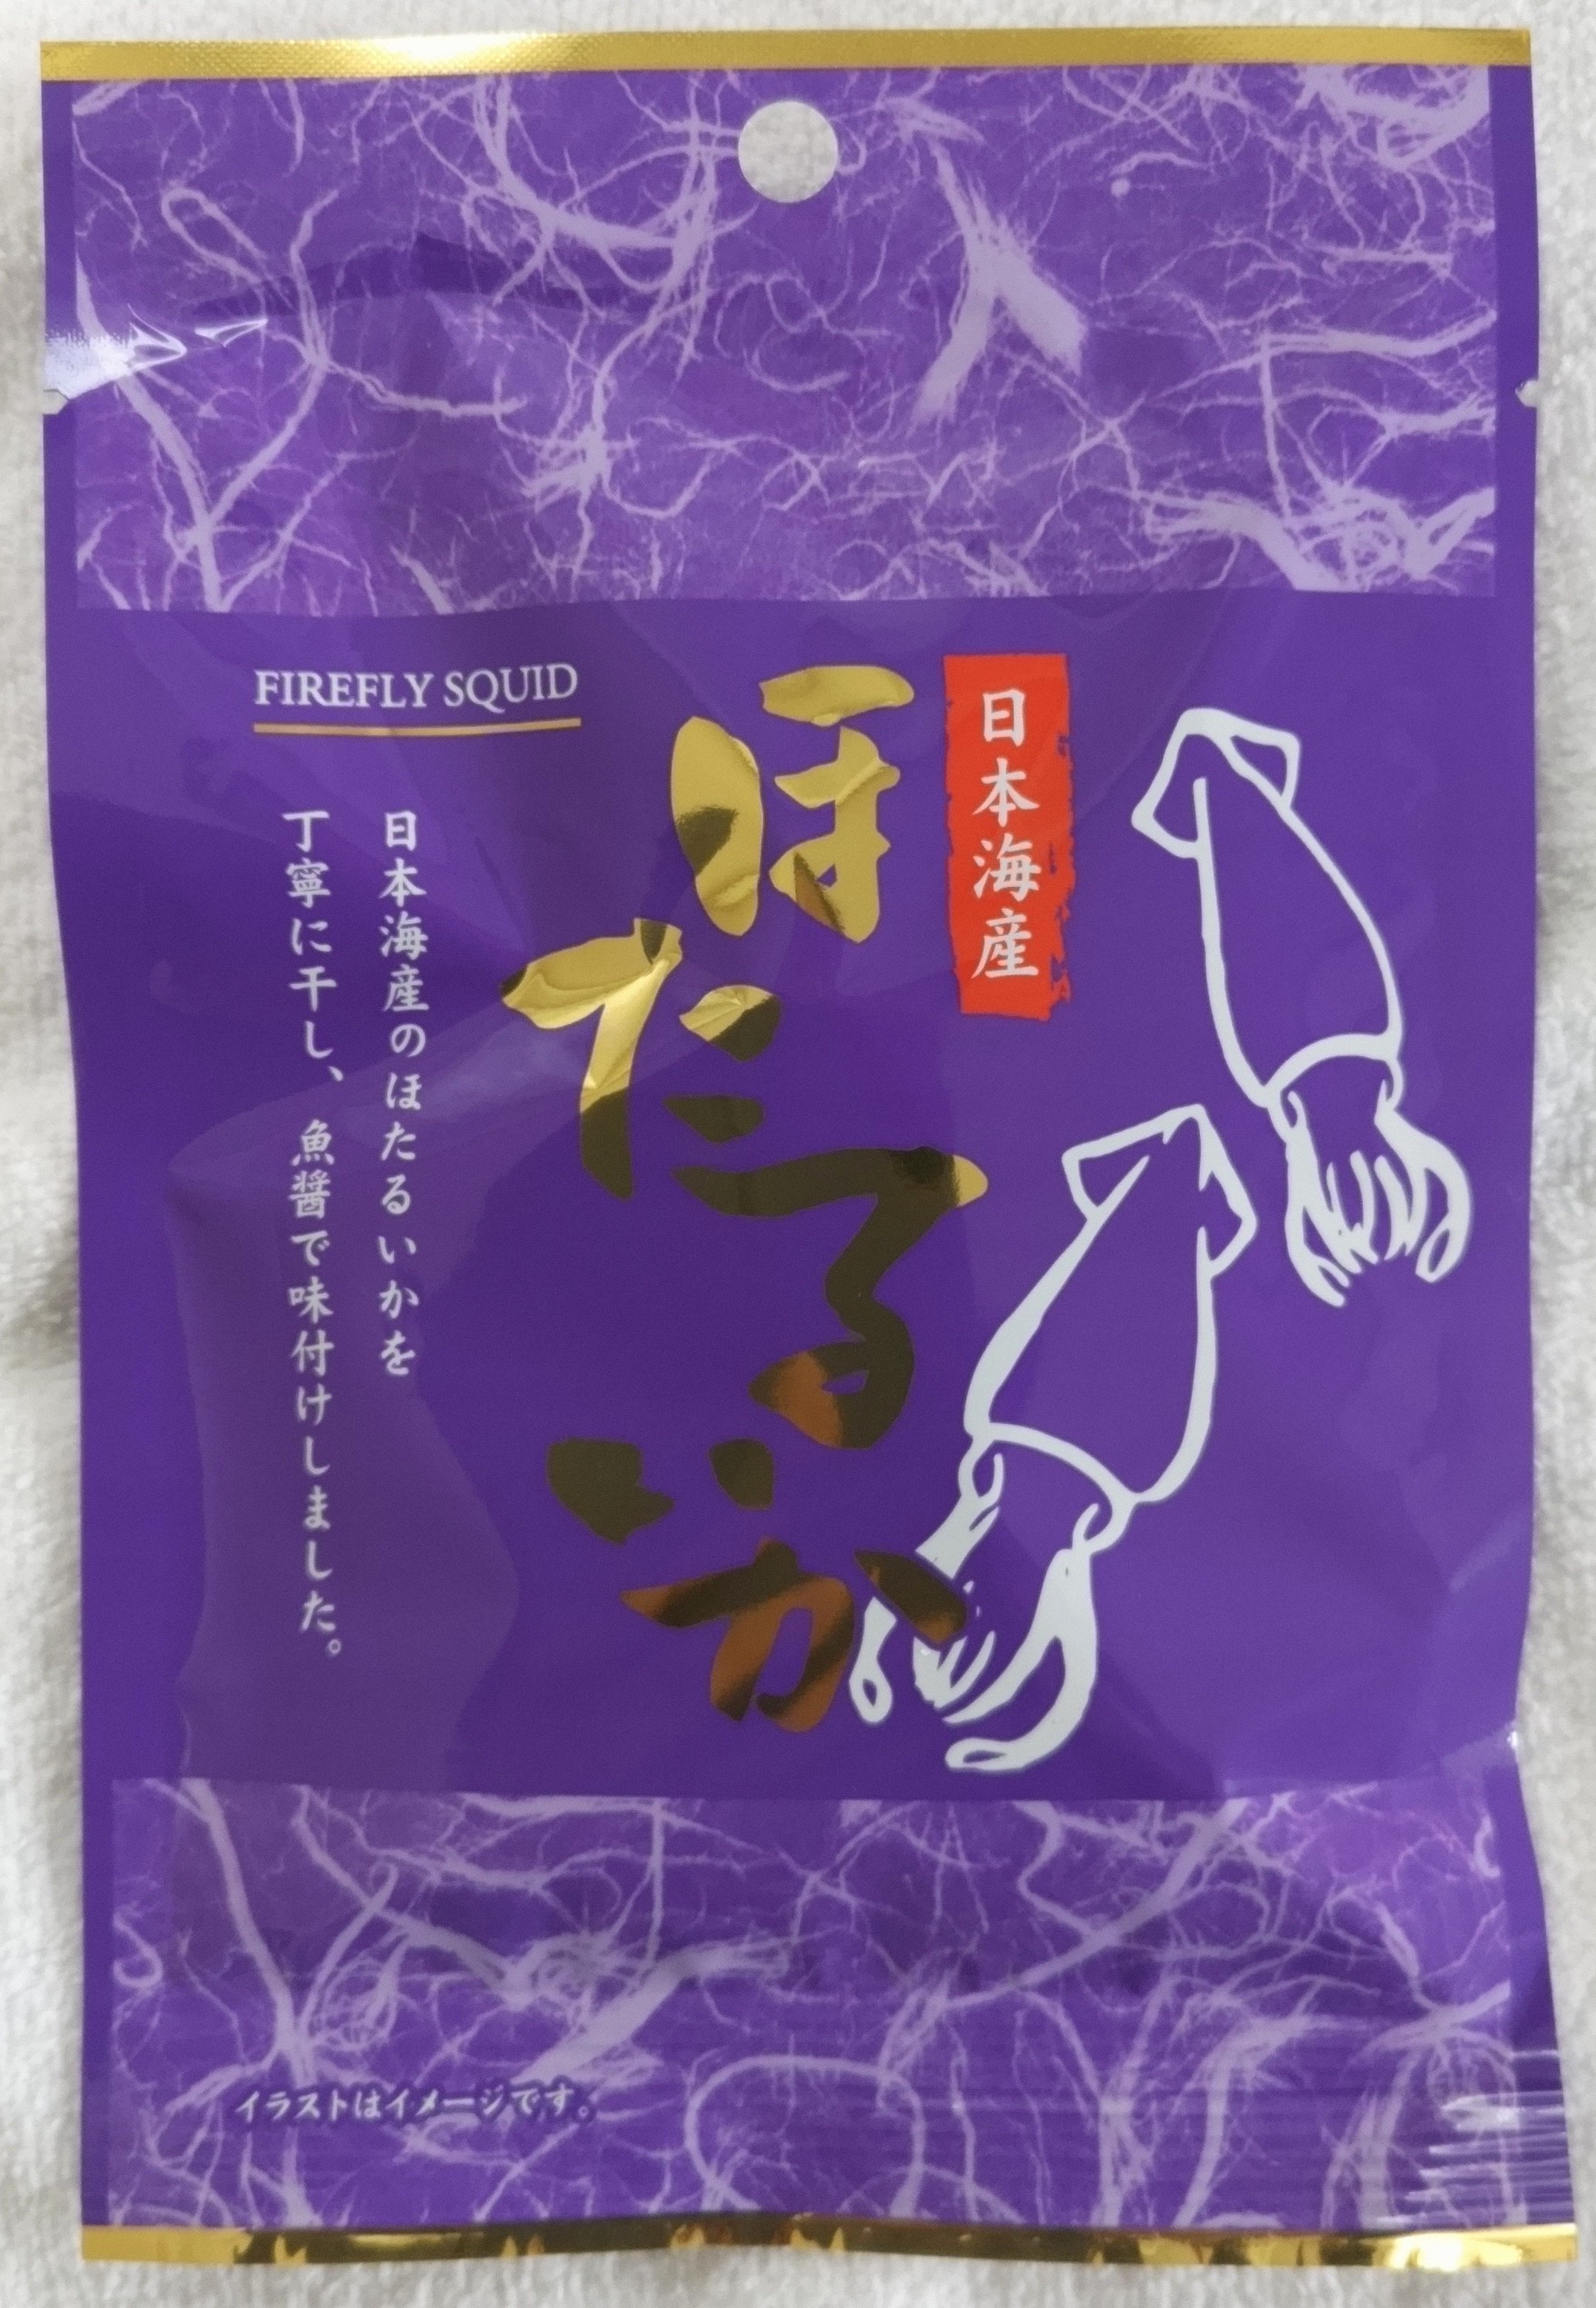 FIREFLY SQUID
日本海産
ほたるいか
日本海産のほたるいかを
丁寧に干し、魚醤で味付けしました。
イラストはイメージです。